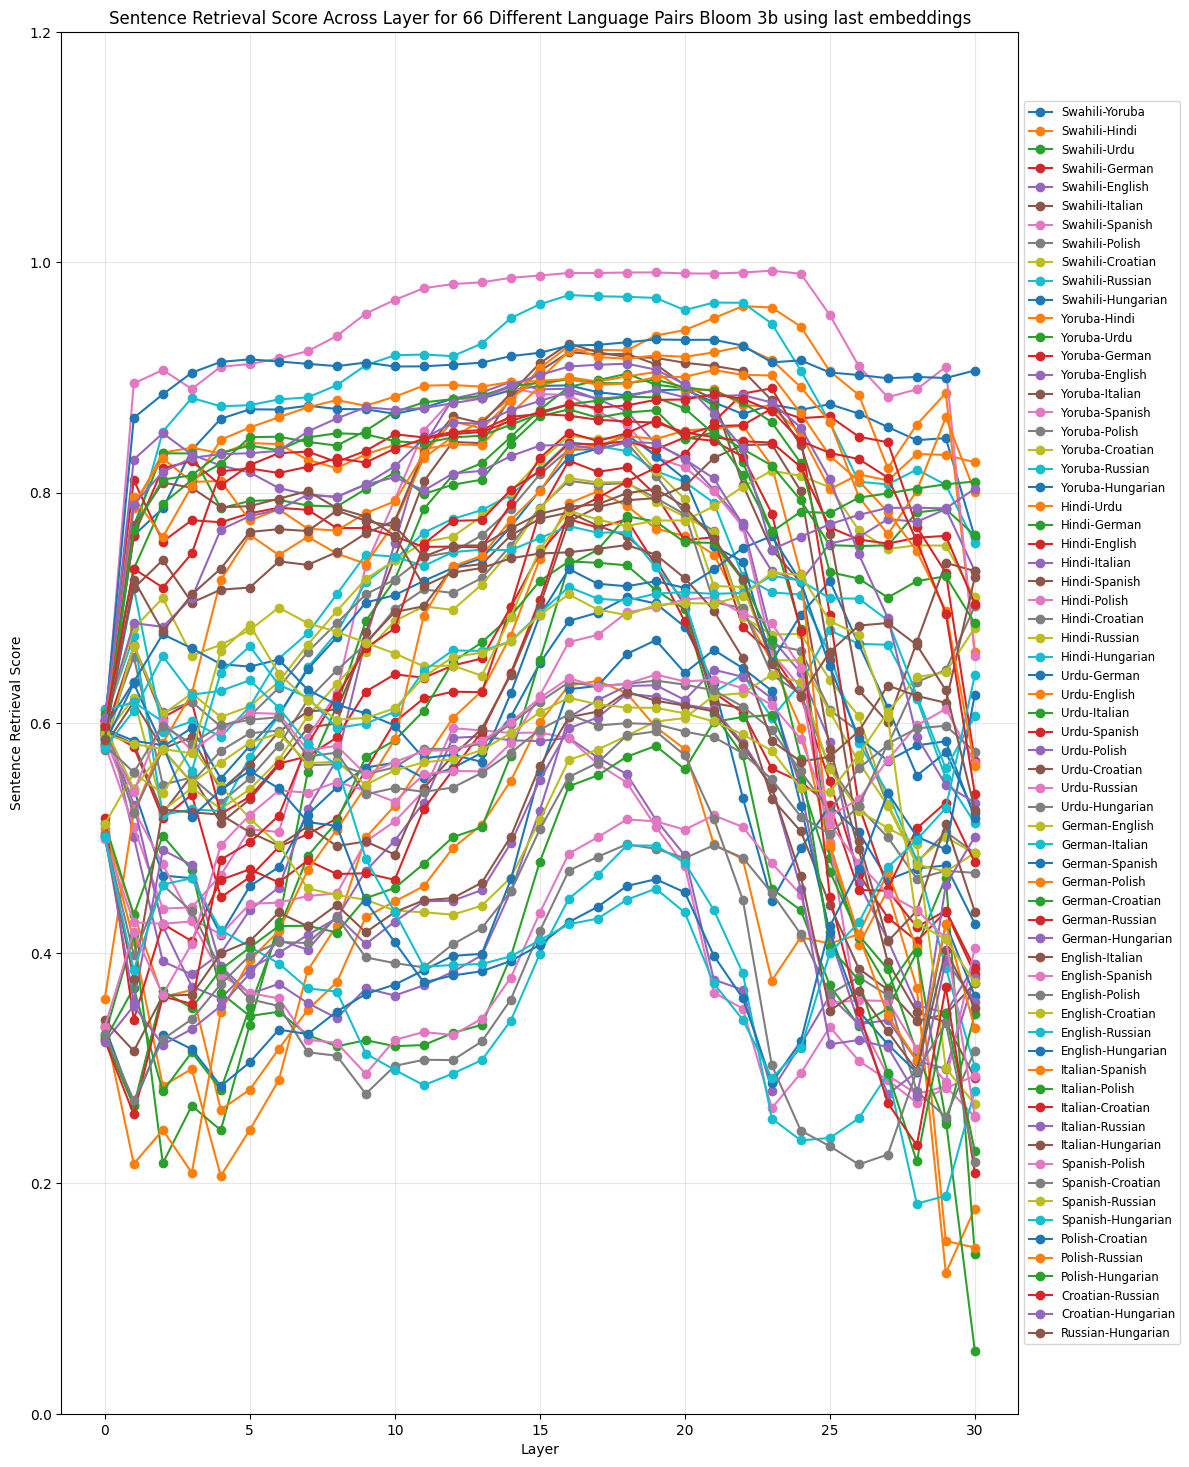 Sentence Retrieval Score Across Layer for 66 Different Language Pairs Bloom 3b using last embeddings
Sentence Retrieval Score
1.2
1.0
0.8
0.6
0.4
0.2
0.0
0
5
10
15
20
25
30
Layer
Swahili-Yoruba
Swahili-Hindi
Swahili-Urdu
Swahili-German
Swahili-English
Swahili-Italian
Swahili-Spanish
Swahili-Polish
Swahili-Croatian
Swahili-Russian
Swahili-Hungarian
Yoruba-Hindi
Yoruba-Urdu
Yoruba-German
Yoruba-English
Yoruba-Italian
Yoruba-Spanish
Yoruba-Polish
Yoruba-Croatian
Yoruba-Russian
Yoruba-Hungarian
Hindi-Urdu
Hindi-German
Hindi-English
Hindi-Italian
Hindi-Spanish
Hindi-Polish
Hindi-Croatian
Hindi-Russian
Hindi-Hungarian
Urdu-German
Urdu-English
Urdu-Italian
Urdu-Spanish
Urdu-Polish
Urdu-Croatian
Urdu-Russian
Urdu-Hungarian
German-English
German-Italian
German-Spanish
German-Polish
German-Croatian
German-Russian
German-Hungarian
English-Italian
English-Spanish
English-Polish
English-Croatian
English-Russian
English-Hungarian
Italian-Spanish
Italian-Polish
Italian-Croatian
Italian-Russian
Italian-Hungarian
Spanish-Polish
Spanish-Croatian
Spanish-Russian
Spanish-Hungarian
Polish-Croatian
Polish-Russian
Polish-Hungarian
Croatian-Russian
Croatian-Hungarian
Russian-Hungarian